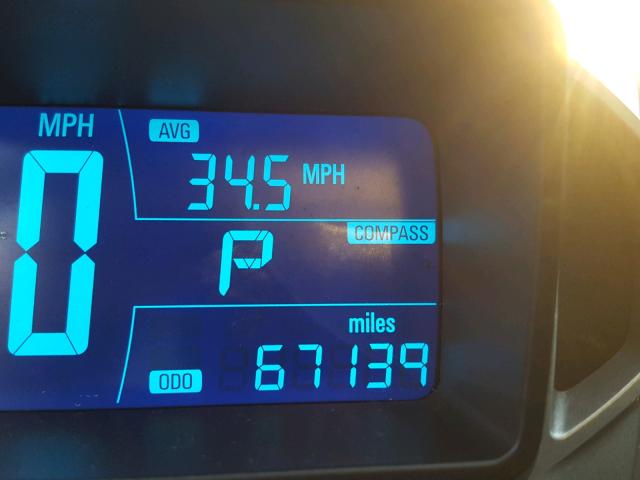 MPH
0
AVG
34.5 MPH
COMPASS
P
miles
ODO 67139